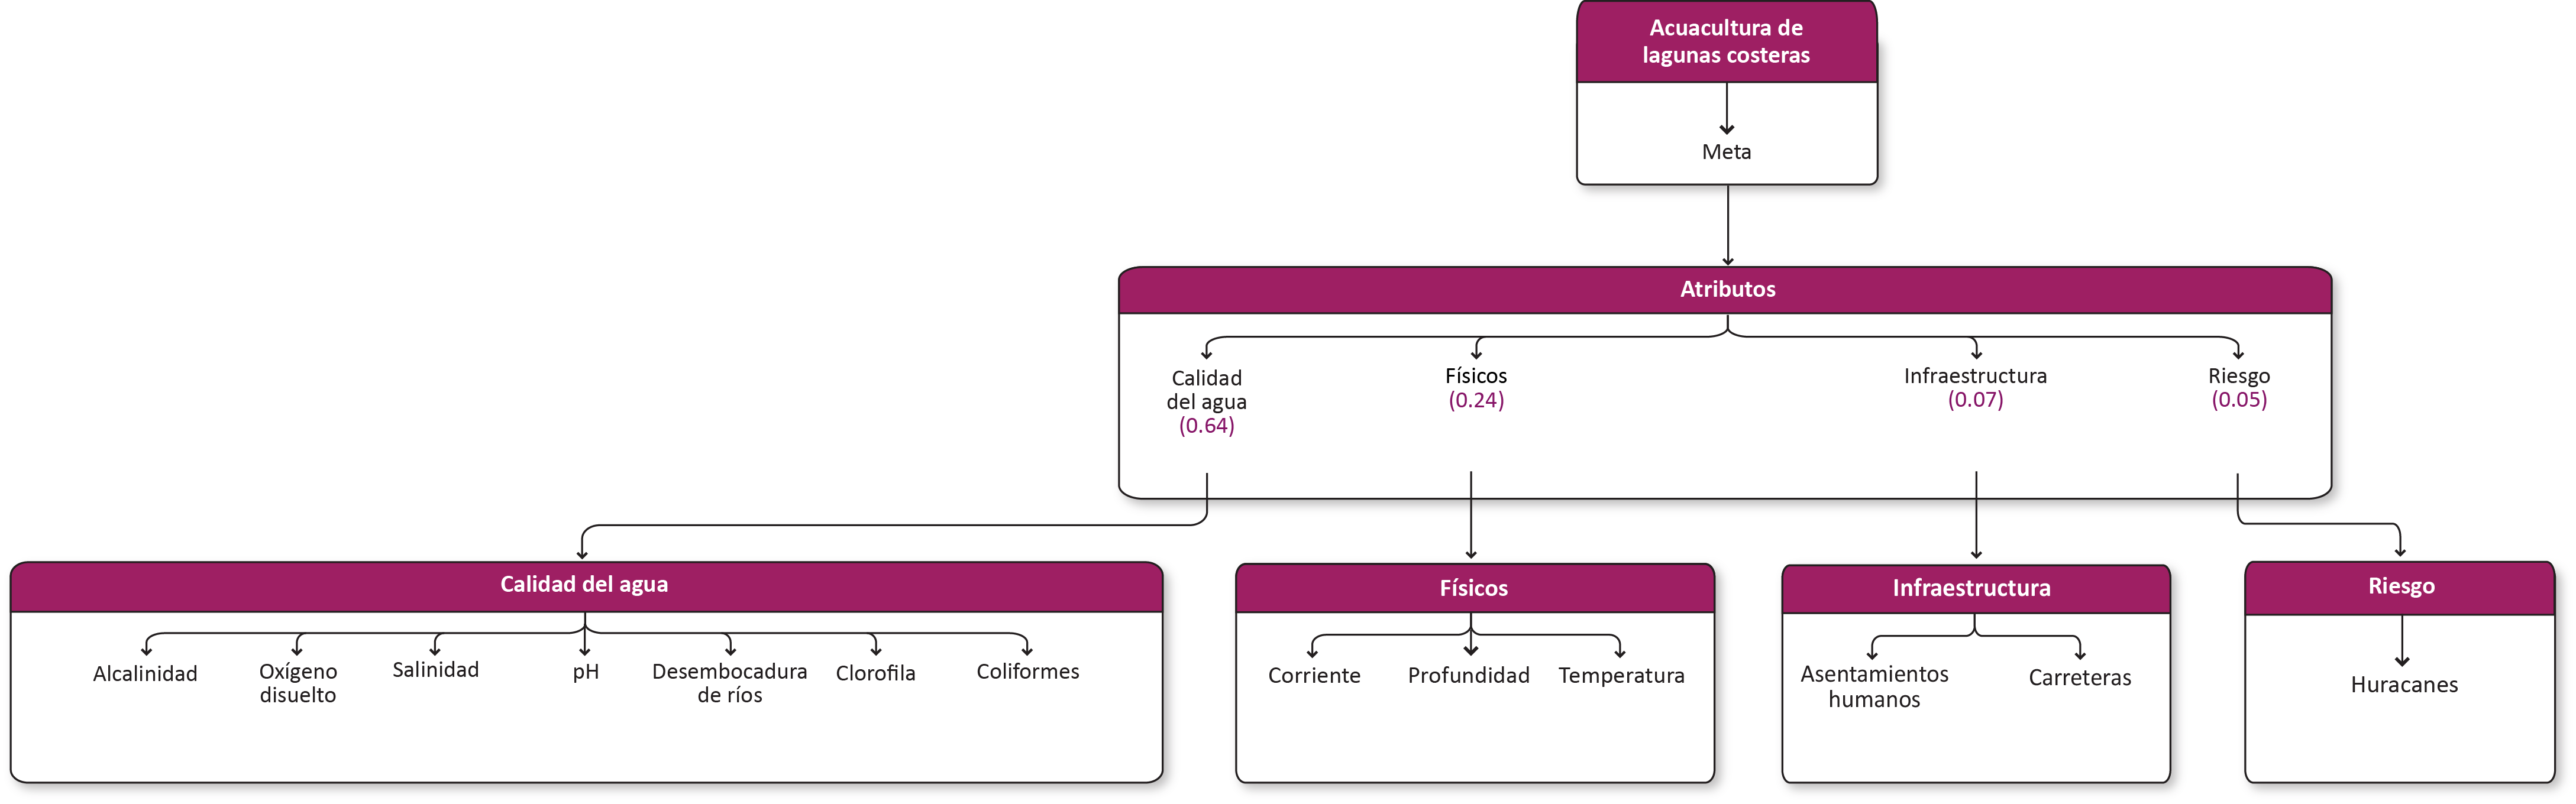 Acuacultura de
lagunas costeras
Meta
Atributos
Calidad
del agua
(0.64)
Físicos
(0.24)
Infraestructura
(0.07)
Riesgo
(0.05)
Calidad del agua
Alcalinidad
Oxígeno
disuelto
Salinidad
pH
Desembocadura
de ríos
Clorofila
Coliformes
Físicos
Corriente
Profundidad
Temperatura
Infraestructura
Asentamientos
humanos
Carreteras
Riesgo
Huracanes